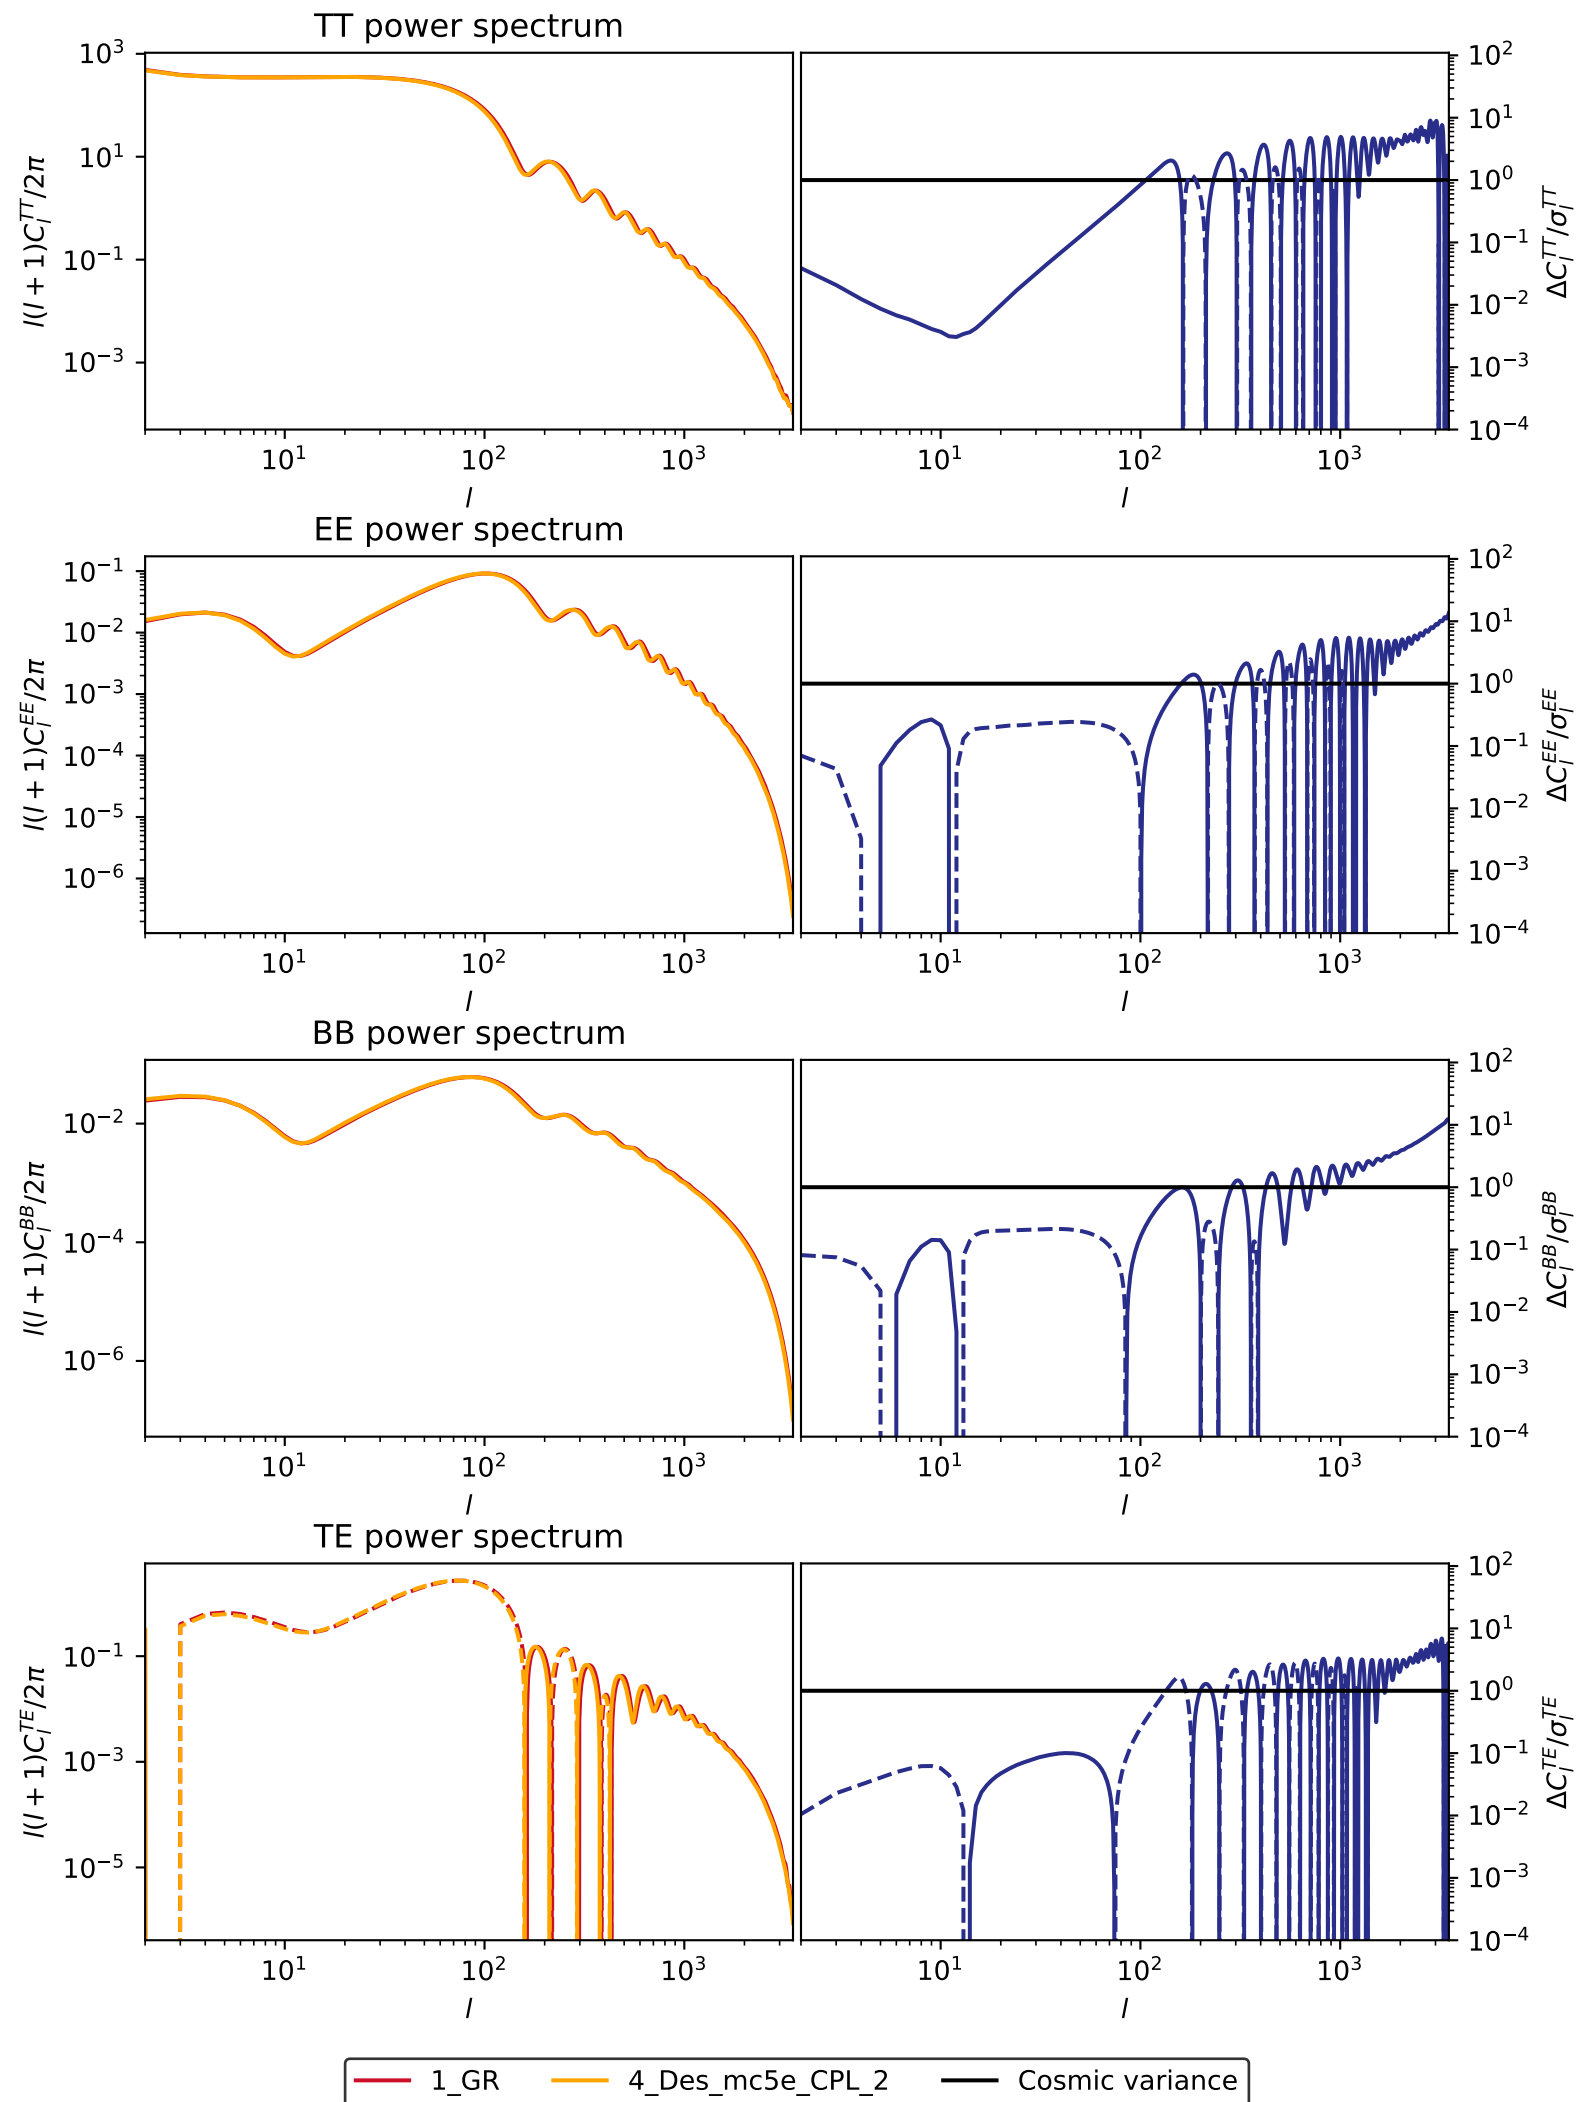 TT power spectrum
10^3
10^1
10^-1
10^-3
l(l + 1)C_l^{TT}/2π
10^1 10^2 10^3
l
10^2
10^1
10^0
10^-1
10^-2
10^-3
10^-4
ΔC_l^{TT}/σ_l^{TT}
10^1 10^2 10^3
l
EE power spectrum
10^-1
10^-2
10^-3
10^-4
10^-5
10^-6
l(l + 1)C_l^{EE}/2π
10^1 10^2 10^3
l
10^2
10^1
10^0
10^-1
10^-2
10^-3
10^-4
ΔC_l^{EE}/σ_l^{EE}
10^1 10^2 10^3
l
BB power spectrum
10^-2
10^-4
10^-6
l(l + 1)C_l^{BB}/2π
10^1 10^2 10^3
l
10^2
10^1
10^0
10^-1
10^-2
10^-3
10^-4
ΔC_l^{BB}/σ_l^{BB}
10^1 10^2 10^3
l
TE power spectrum
10^-1
10^-3
10^-5
l(l + 1)C_l^{TE}/2π
10^1 10^2 10^3
l
10^2
10^1
10^0
10^-1
10^-2
10^-3
10^-4
ΔC_l^{TE}/σ_l^{TE}
10^1 10^2 10^3
l
1_GR 4_Des_mc5e_CPL_2 Cosmic variance